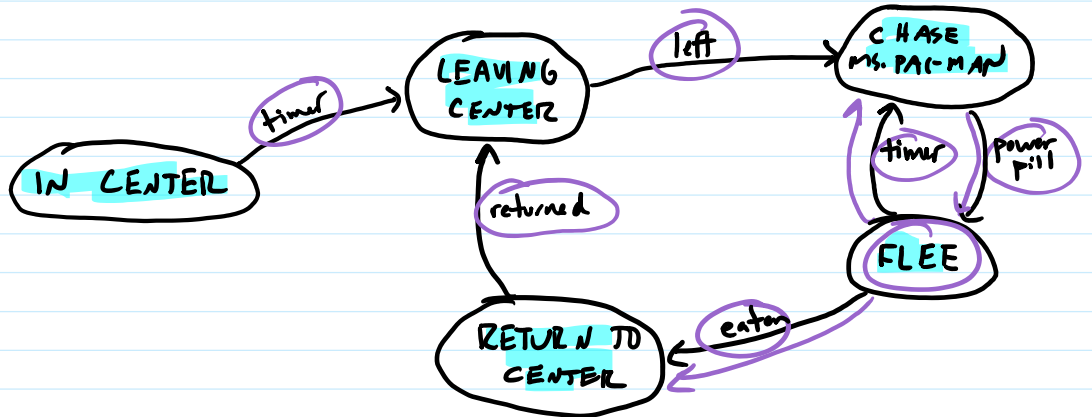 CHASE
MS. PAC-MAN
left
LEAVING
CENTER
timer
IN CENTER
timer
power
pill
returned
FLEE
eaten
RETURN TO
CENTER